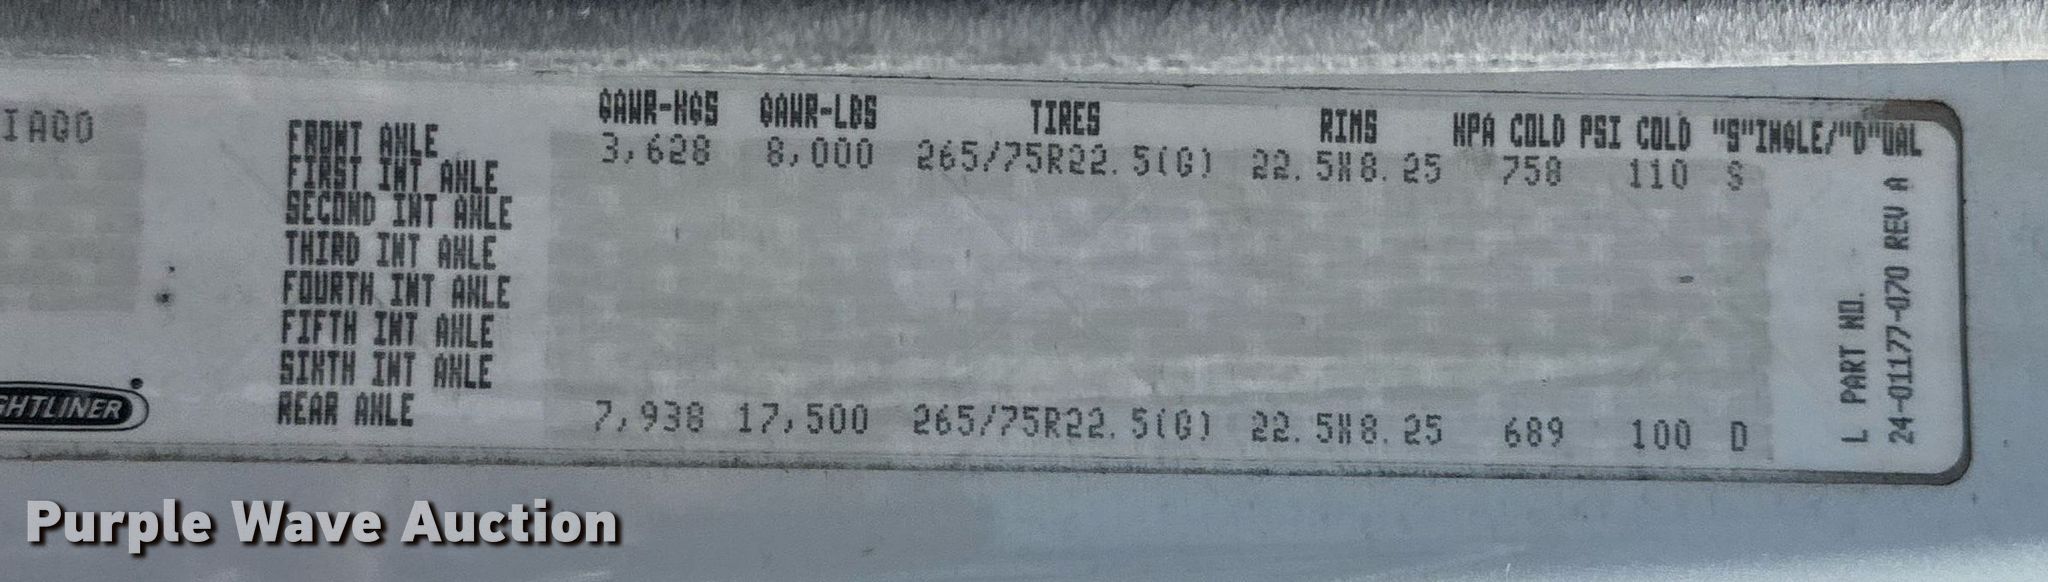 IAGO
GAWR-KGS GAWR-LBS TIRES RIMS KPA COLD PSI COLD "S"INGLE/"D"UAL
FRONT AXLE 3,628 8,000 265/75R22.5(G) 22.5X8.25 758 110 S
FIRST INT AXLE
SECOND INT AXLE
THIRD INT AXLE
FOURTH INT AXLE
FIFTH INT AXLE
SIXTH INT AXLE
REAR AXLE 7,938 17,500 265/75R22.5(G) 22.5X8.25 689 100 D
GHTLINER
L PART NO.
24-01177-070 REV A
Purple Wave Auction